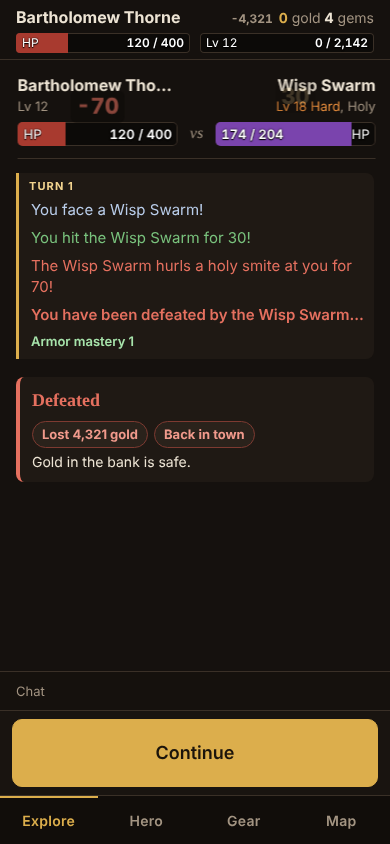 Bartholomew Thorne
-4,321 0 gold 4 gems
HP 120 / 400
Lv 12 0 / 2,142
Bartholomew Tho...
Wisp Swarm
Lv 12
-70
30
Lv 18 Hard, Holy
HP 120 / 400
vs
174 / 204 HP
TURN 1
You face a Wisp Swarm!
You hit the Wisp Swarm for 30!
The Wisp Swarm hurls a holy smite at you for
70!
You have been defeated by the Wisp Swarm...
Armor mastery 1
Defeated
Lost 4,321 gold
Back in town
Gold in the bank is safe.
Chat
Continue
Explore
Hero
Gear
Map